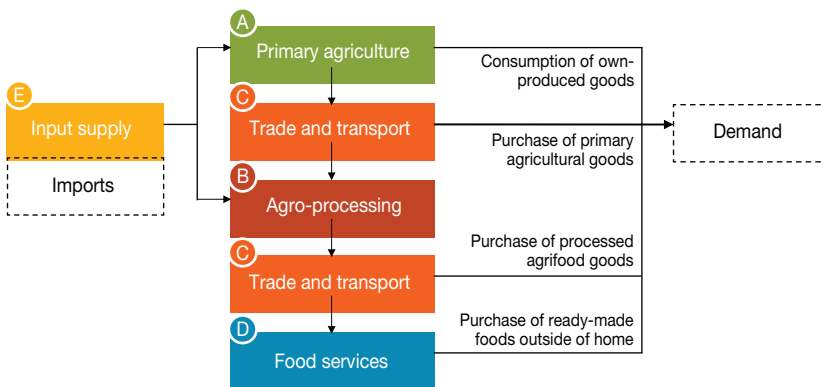 A
Primary agriculture
Consumption of own-
produced goods
E
Input supply
Imports
C
Trade and transport
Demand
Purchase of primary
agricultural goods
B
Agro-processing
C
Trade and transport
Purchase of processed
agrifood goods
D
Food services
Purchase of ready-made
foods outside of home